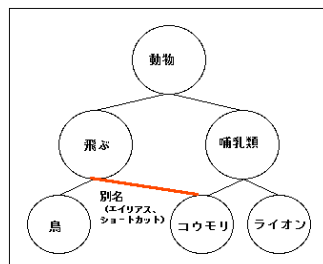 動物
飛ぶ
哺乳類
別名
(エイリアス、
ショートカット)
鳥
コウモリ
ライオン